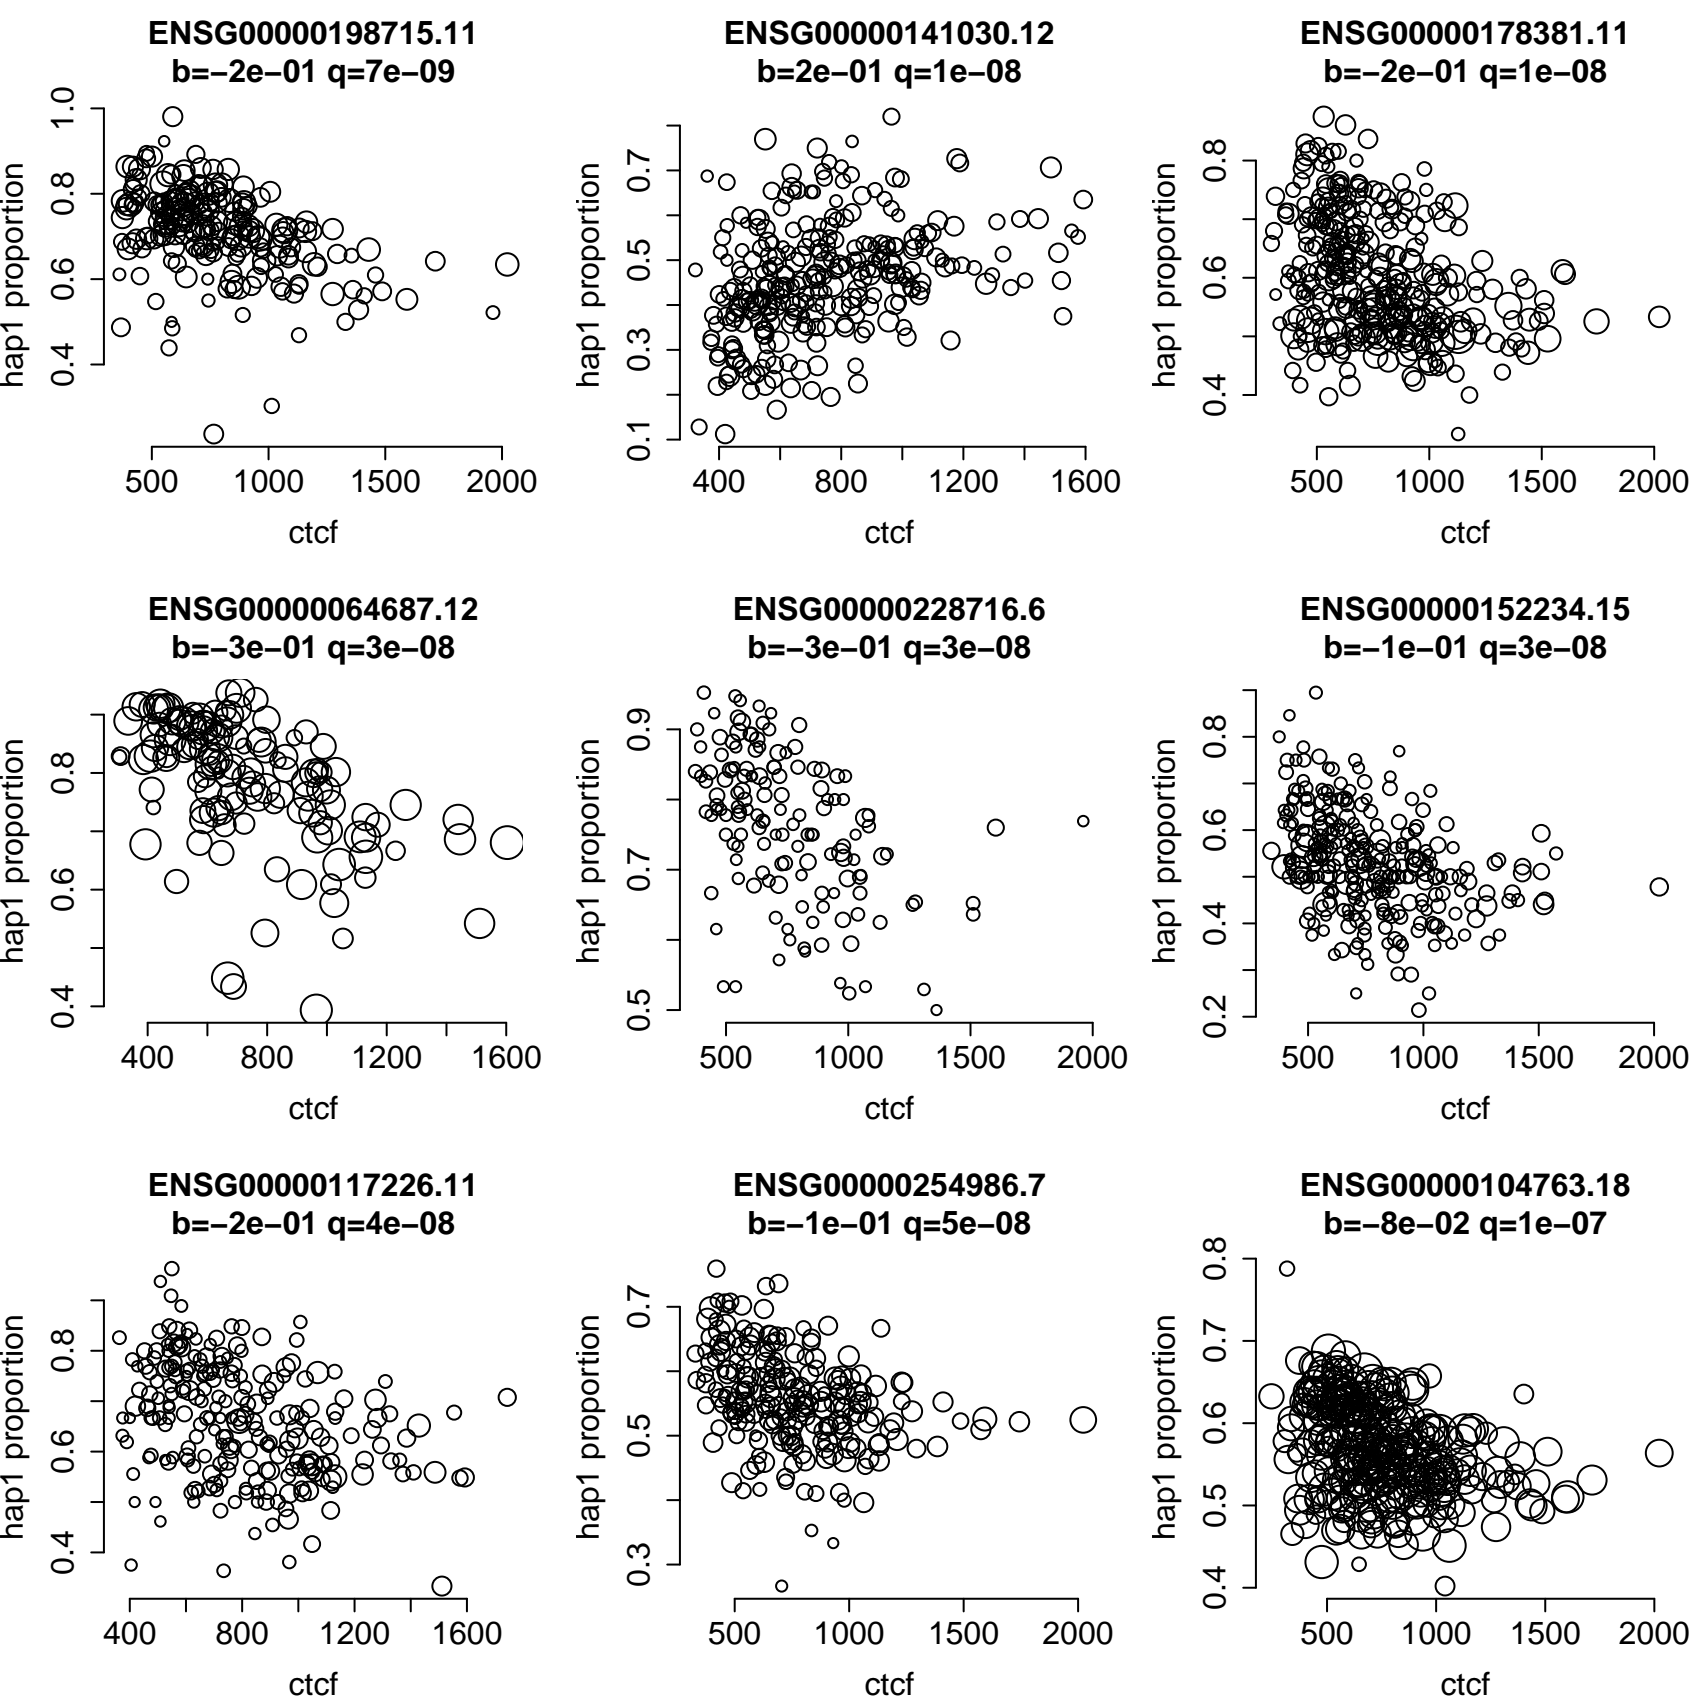 ENSG00000198715.11
b=−2e−01 q=7e−09
hap1 proportion
0.4 0.6 0.8 1.0
500 1000 1500 2000
ctcf
ENSG00000141030.12
b=2e−01 q=1e−08
hap1 proportion
0.1 0.3 0.5 0.7
400 800 1200 1600
ctcf
ENSG00000178381.11
b=−2e−01 q=1e−08
hap1 proportion
0.4 0.6 0.8
500 1000 1500 2000
ctcf
ENSG00000064687.12
b=−3e−01 q=3e−08
hap1 proportion
0.4 0.6 0.8
400 800 1200 1600
ctcf
ENSG00000228716.6
b=−3e−01 q=3e−08
hap1 proportion
0.5 0.7 0.9
500 1000 1500 2000
ctcf
ENSG00000152234.15
b=−1e−01 q=3e−08
hap1 proportion
0.2 0.4 0.6 0.8
500 1000 1500 2000
ctcf
ENSG00000117226.11
b=−2e−01 q=4e−08
hap1 proportion
0.4 0.6 0.8
400 800 1200 1600
ctcf
ENSG00000254986.7
b=−1e−01 q=5e−08
hap1 proportion
0.3 0.5 0.7
500 1000 1500 2000
ctcf
ENSG00000104763.18
b=−8e−02 q=1e−07
hap1 proportion
0.4 0.5 0.6 0.7 0.8
500 1000 1500 2000
ctcf